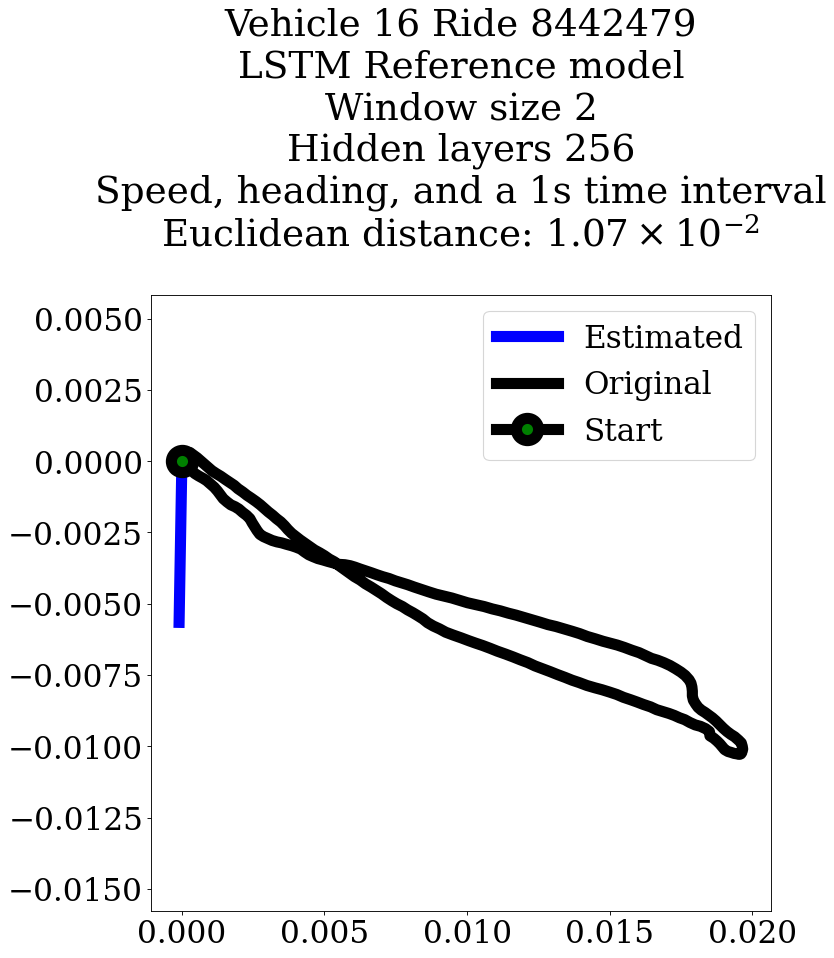 Vehicle 16 Ride 8442479
LSTM Reference model
Window size 2
Hidden layers 256
Speed, heading, and a 1s time interval
Euclidean distance: 1.07 × 10⁻²
Estimated
Original
Start
0.0050
0.0025
0.0000
−0.0025
−0.0050
−0.0075
−0.0100
−0.0125
−0.0150
0.000 0.005 0.010 0.015 0.020